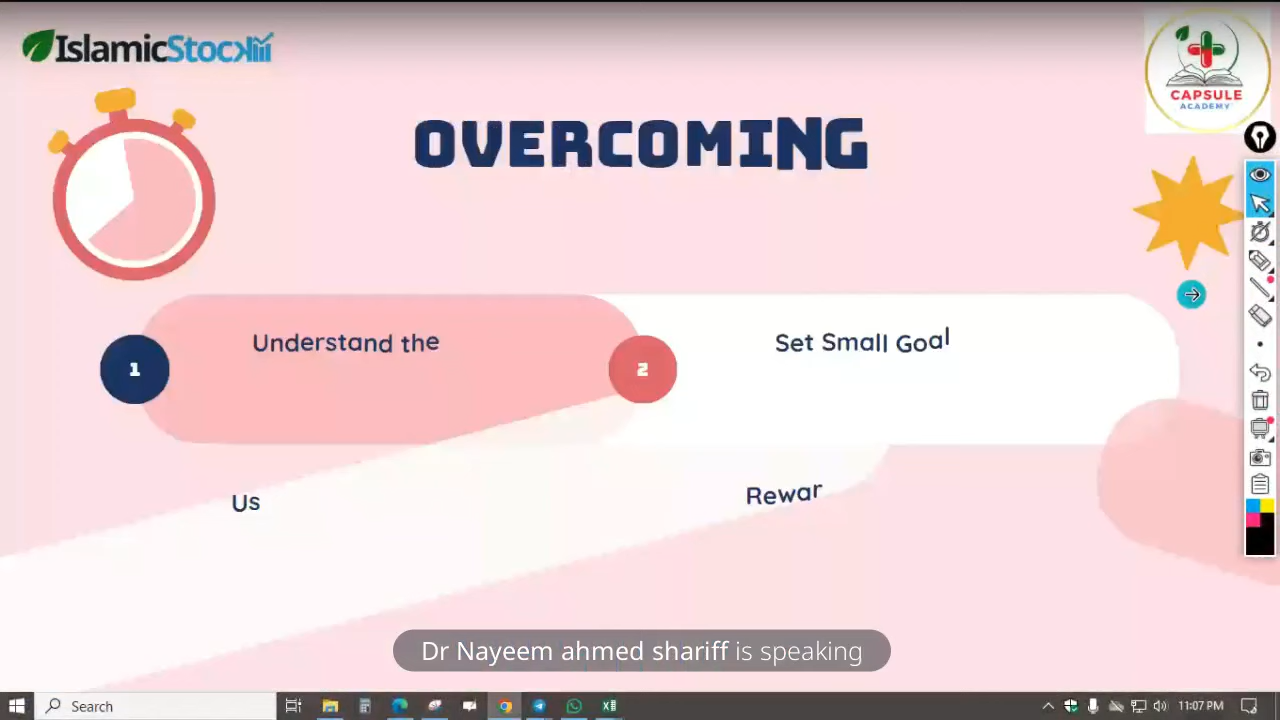 IslamicStock
CAPSULE
ACADEMY
OVERCOMING
1
Understand the
2
Set Small Goal
Us
Rewar
Dr Nayeem ahmed shariff is speaking
Search
11:07 PM